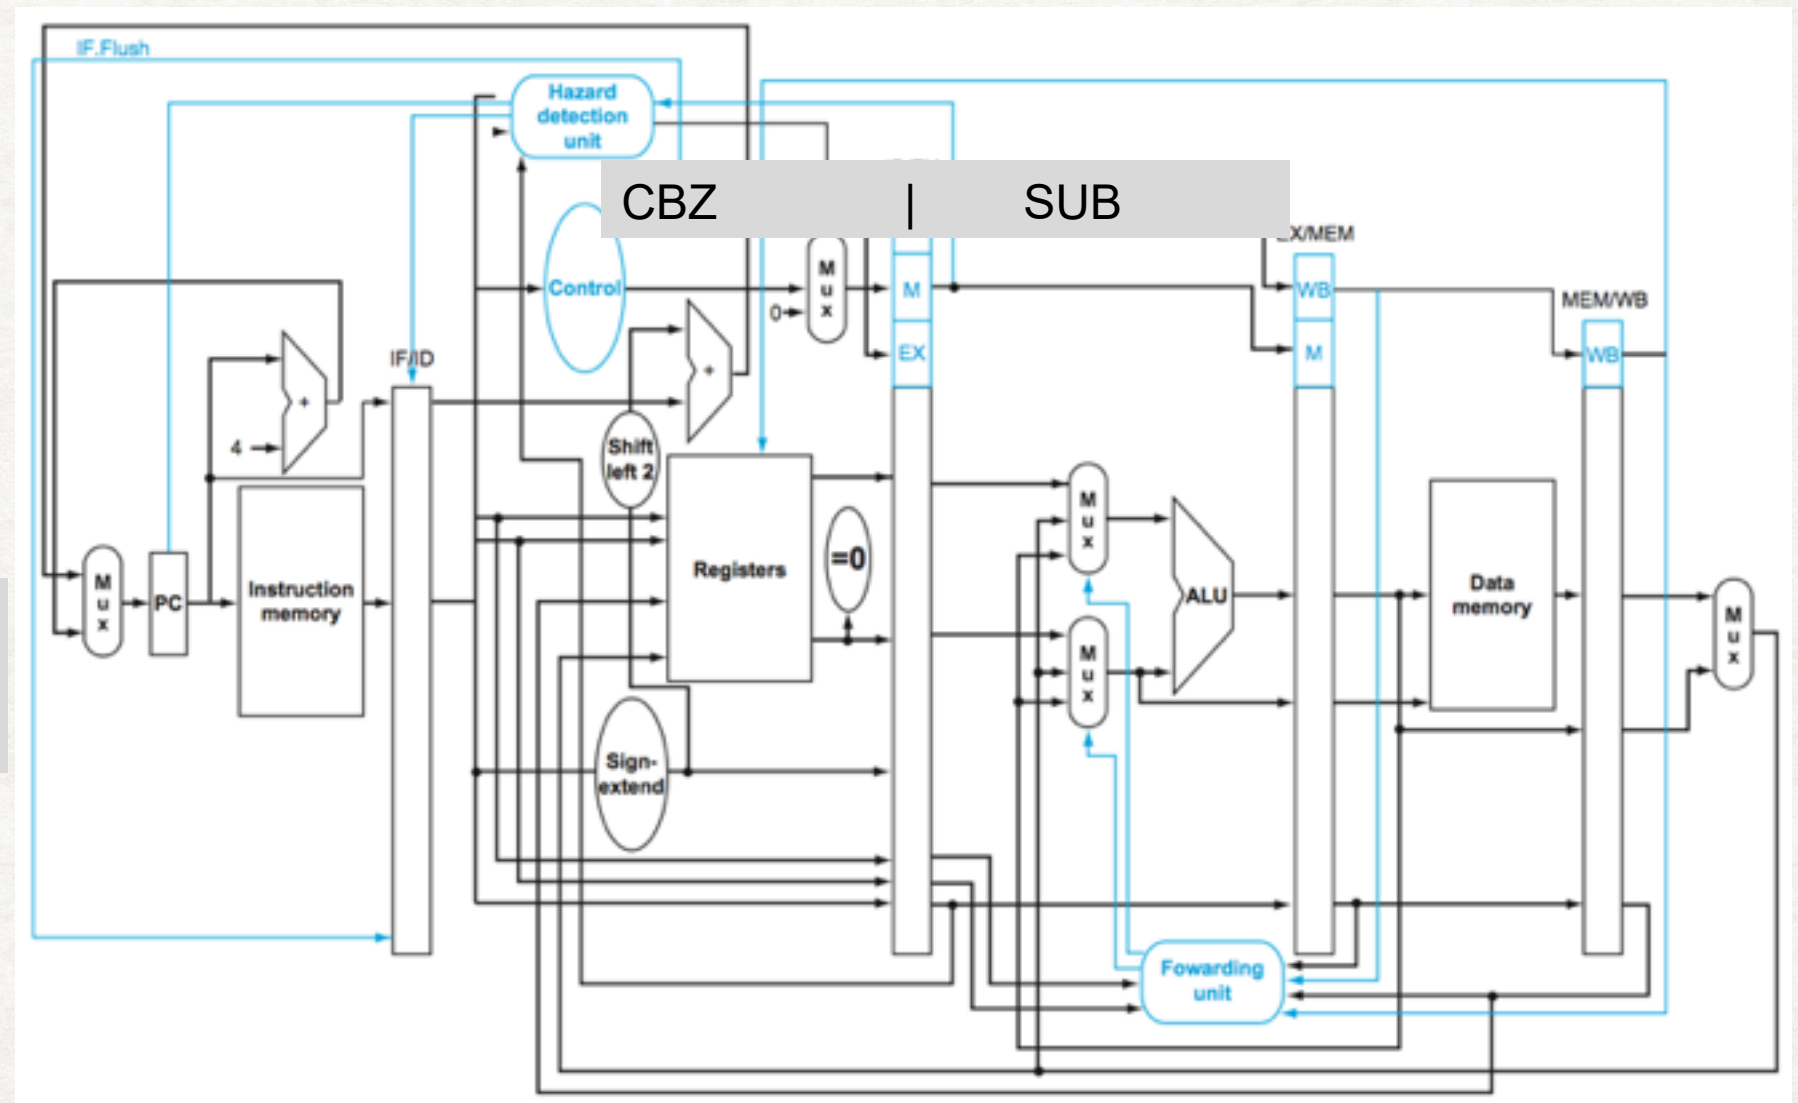 IF.Flush
Hazard
detection
unit
CBZ | SUB
Control
M
u
x
0
M
EX
EX/MEM
WB
M
MEM/WB
WB
IF/ID
+
4
+
Shift
left 2
Registers
=0
M
u
x
PC
Instruction
memory
Sign-
extend
M
u
x
M
u
x
ALU
Data
memory
M
u
x
Fowarding
unit